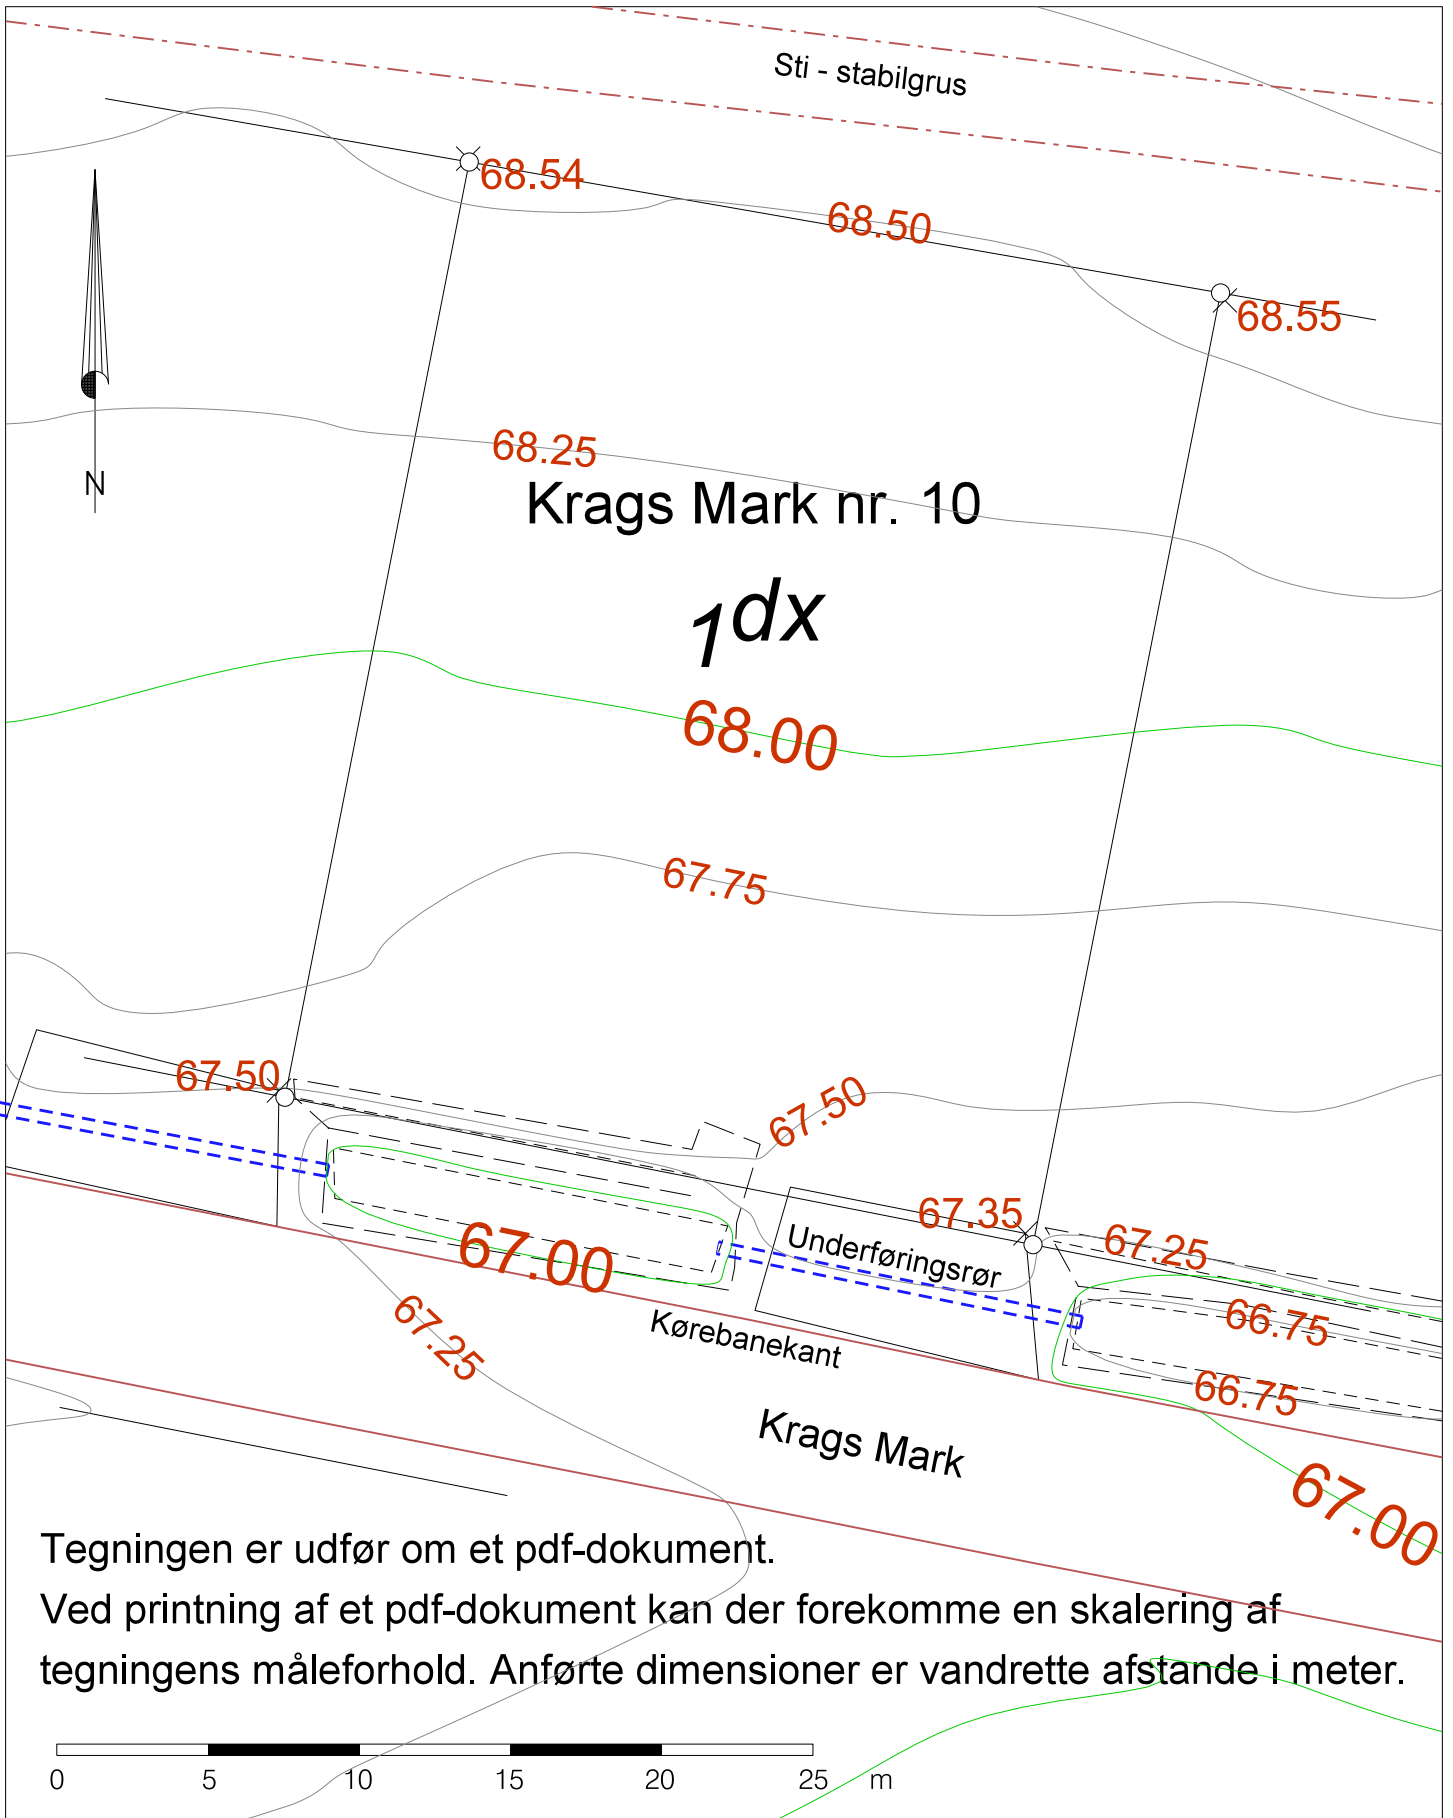 Sti - stabilgrus
68.54
68.50
68.55
68.25
N
Krags Mark nr. 10
1dx
68.00
67.75
67.50
67.50
67.35
Underføringsrør
67.25
67.00
66.75
67.25
Kørebanekant
66.75
Krags Mark
67.00
Tegningen er udfør om et pdf-dokument.
Ved printning af et pdf-dokument kan der forekomme en skalering af
tegningens måleforhold. Anførte dimensioner er vandrette afstande i meter.
0 5 10 15 20 25 m